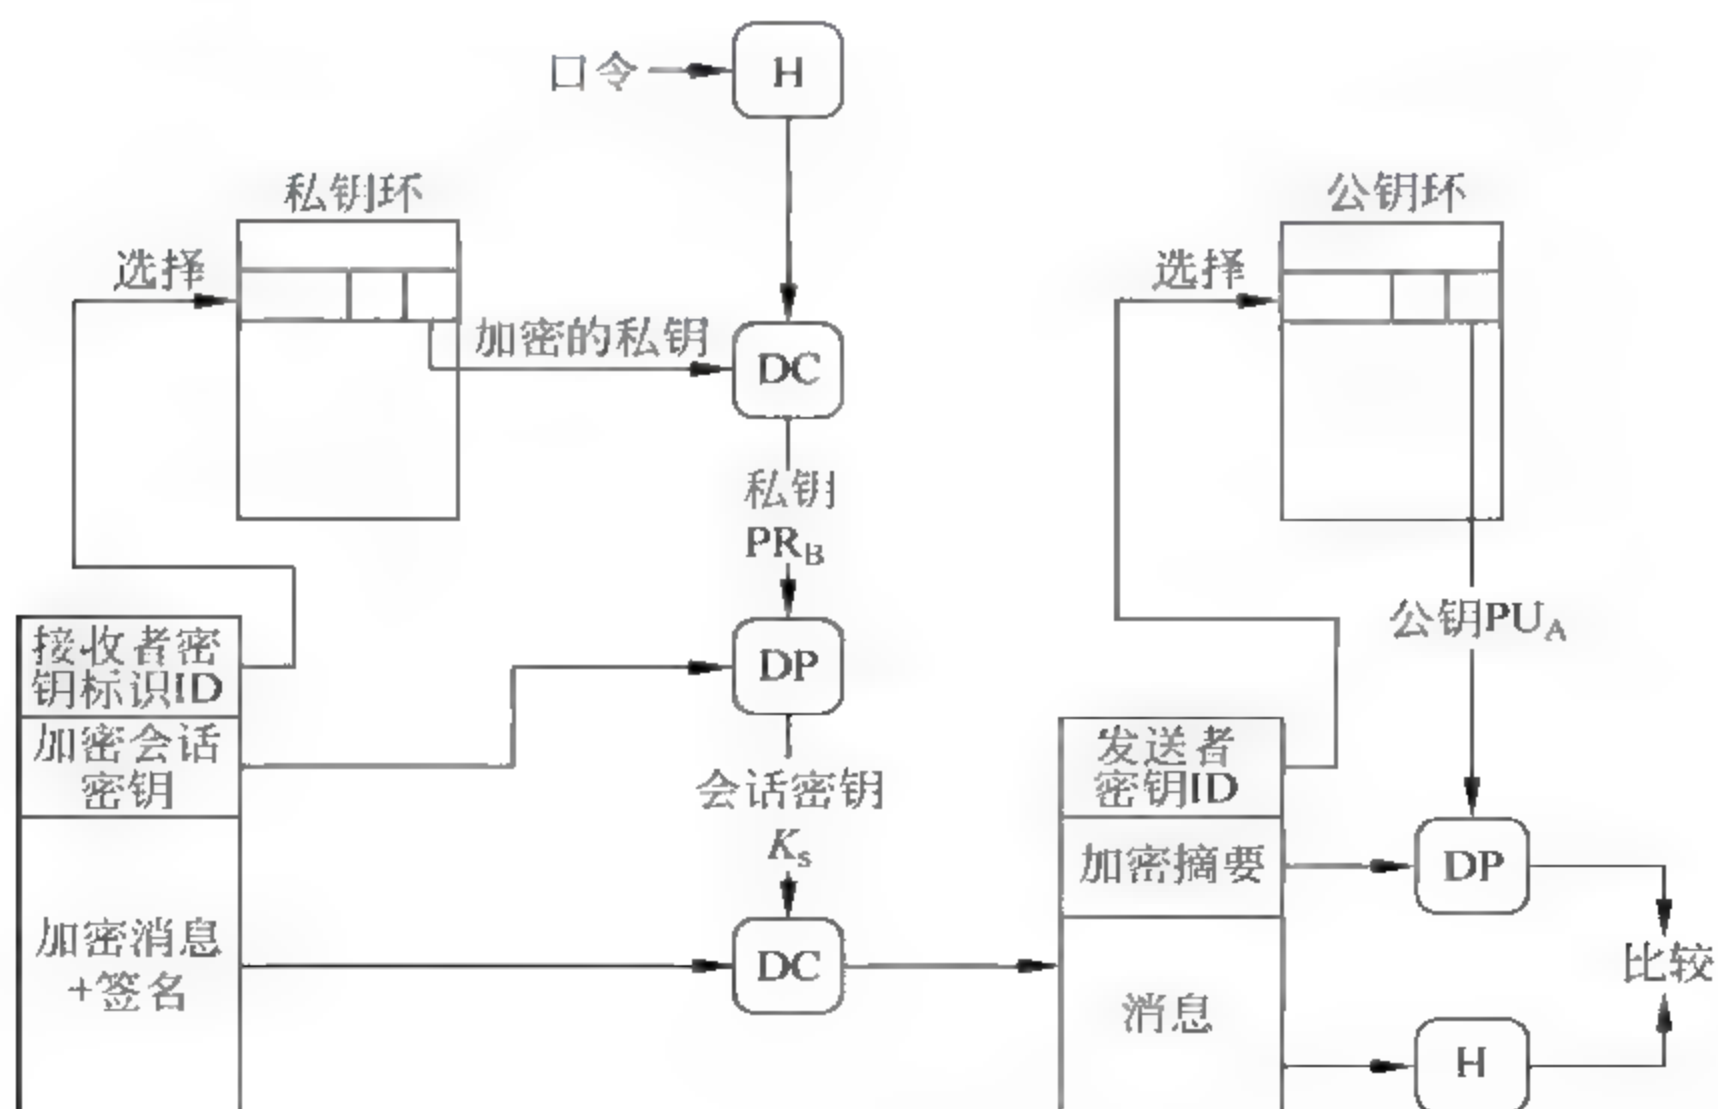 口令
H
私钥环
公钥环
选择
选择
加密的私钥
DC
私钥
PR_B
接收者密
钥标识ID
DP
公钥PU_A
加密会话
密钥
发送者
密钥ID
会话密钥
K_s
加密摘要
DP
加密消息
+签名
DC
比较
消息
H